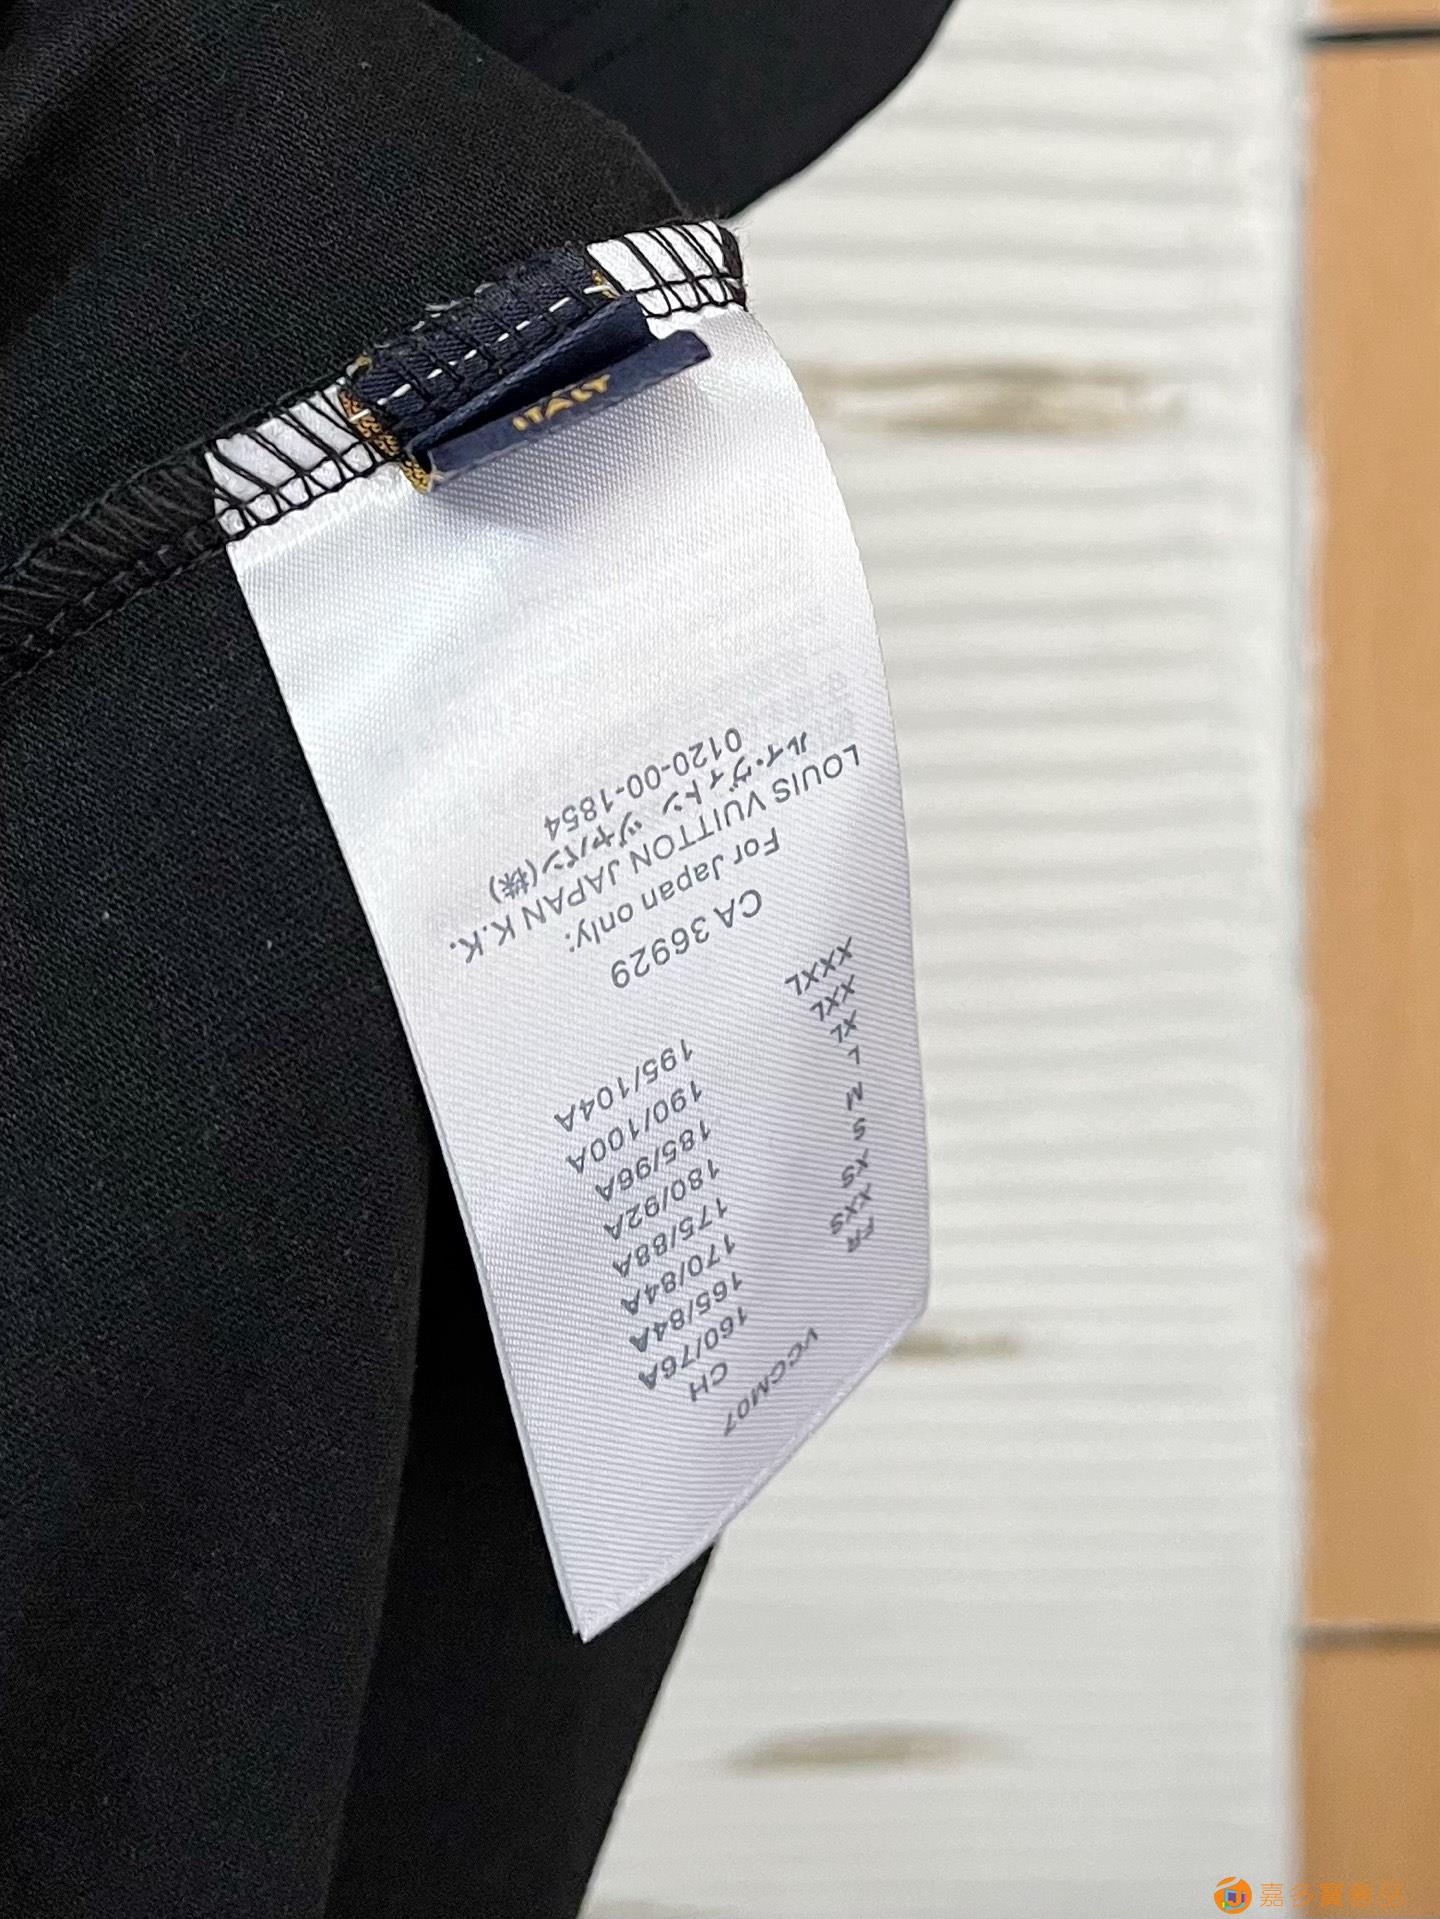 ITALY
VCCM07
FR CH
XXS 160/76A
XS 165/84A
S 170/84A
M 175/88A
L 180/92A
XL 185/96A
XXL 190/100A
XXXL 195/104A
CA 36929
For Japan only:
LOUIS VUITTON JAPAN K.K.
ルイ・ヴィトン ジャパン(株)
0120-00-1854